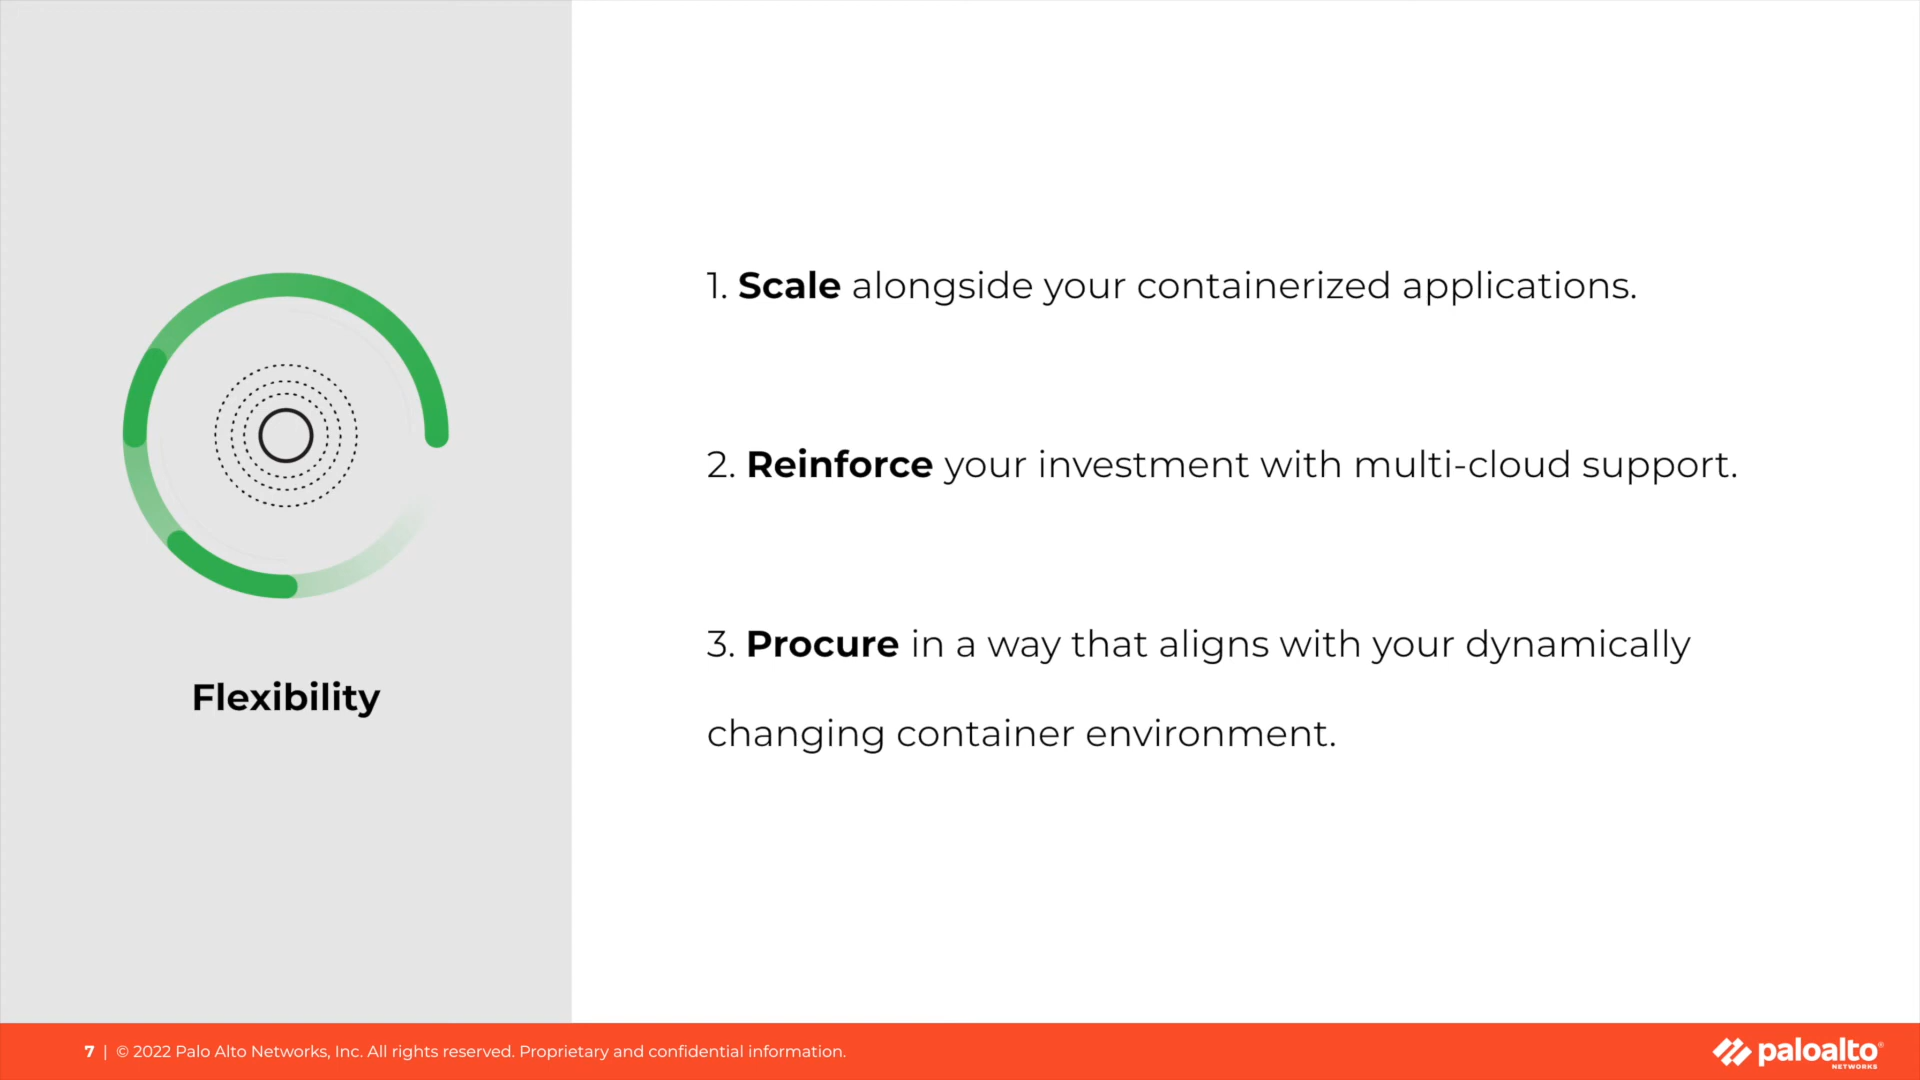 Flexibility
1. Scale alongside your containerized applications.
2. Reinforce your investment with multi-cloud support.
3. Procure in a way that aligns with your dynamically
changing container environment.
7 | © 2022 Palo Alto Networks, Inc. All rights reserved. Proprietary and confidential information.
paloalto®
NETWORKS